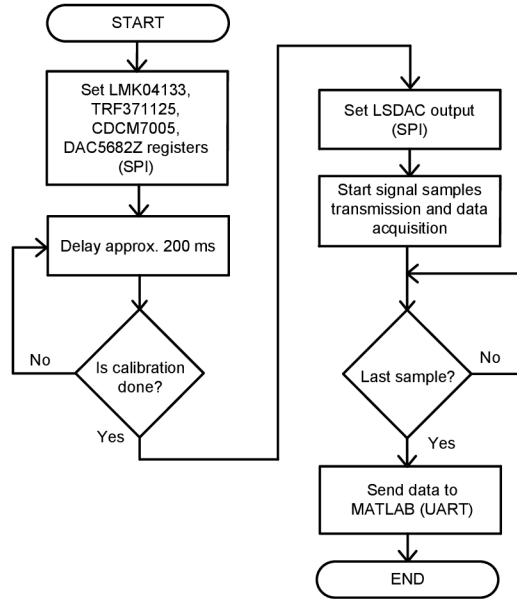 START
Set LMK04133,
TRF371125,
CDCM7005,
DAC5682Z registers
(SPI)
Delay approx. 200 ms
Is calibration
done?
No
Yes
Set LSDAC output
(SPI)
Start signal samples
transmission and data
acquisition
Last sample?
No
Yes
Send data to
MATLAB (UART)
END